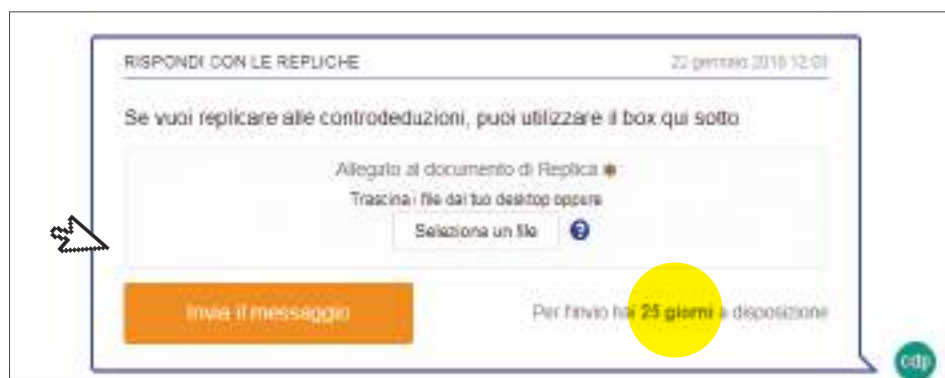 RISPONDI CON LE REPLICHE
22 gennaio 2018 12:03
Se vuoi replicare alle controdeduzioni, puoi utilizzare il box qui sotto
Allegato al documento di Replica
Trascina i file dal tuo desktop oppure
Seleziona un file
Invia il messaggio
Per l'invio hai 25 giorni a disposizione
cdp